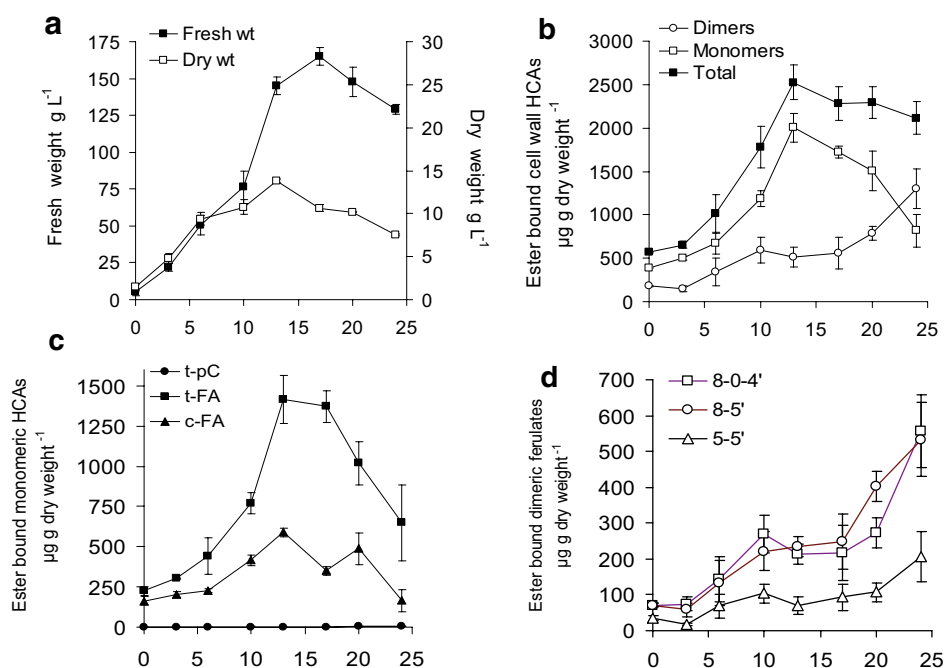 a
Fresh wt
Dry wt
Fresh weight g L-1
175
150
125
100
75
50
25
0
30
25
20
15
10
5
0
Dry weight g L-1
0 5 10 15 20 25
b
Dimers
Monomers
Total
Ester bound cell wall HCAs
µg g dry weight -1
3000
2500
2000
1500
1000
500
0
0 5 10 15 20 25
c
t-pC
t-FA
c-FA
Ester bound monomeric HCAs
µg g dry weight-1
1500
1250
1000
750
500
250
0
0 5 10 15 20 25
d
8-0-4'
8-5'
5-5'
Ester bound dimeric ferulates
µg g dry weight-1
700
600
500
400
300
200
100
0
0 5 10 15 20 25